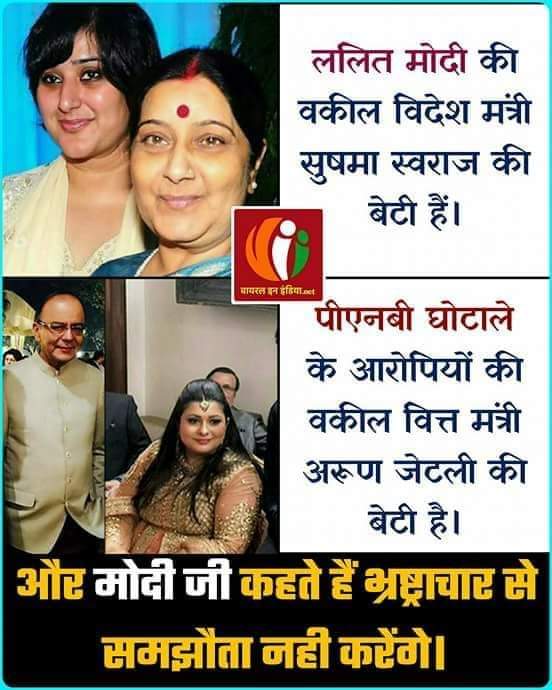 ललित मोदी की
वकील विदेश मंत्री
सुषमा स्वराज की
बेटी हैं।
वायरल इन इंडिया.net
पीएनबी घोटाले
के आरोपियों की
वकील वित्त मंत्री
अरूण जेटली की
बेटी है।
और मोदी जी कहते हैं भ्रष्टाचार से
समझौता नही करेंगे।